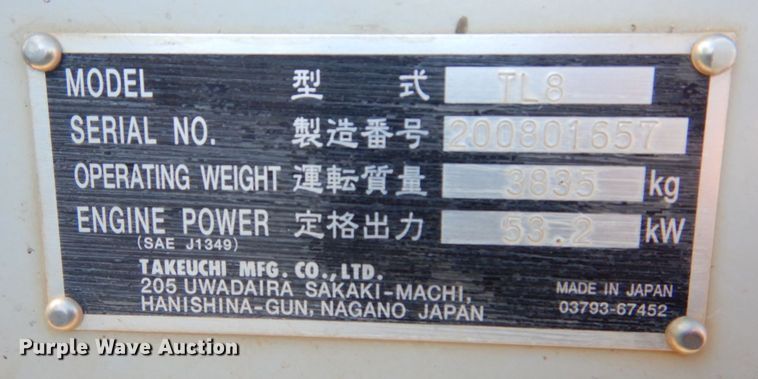 MODEL 型 式 TL8
SERIAL NO. 製造番号 200801657
OPERATING WEIGHT 運転質量 3835 kg
ENGINE POWER 定格出力 53.2 kW
(SAE J1349)
TAKEUCHI MFG. CO., LTD.
205 UWADAIRA SAKAKI-MACHI,
HANISHINA-GUN, NAGANO JAPAN
MADE IN JAPAN
03793-67452
Purple Wave Auction